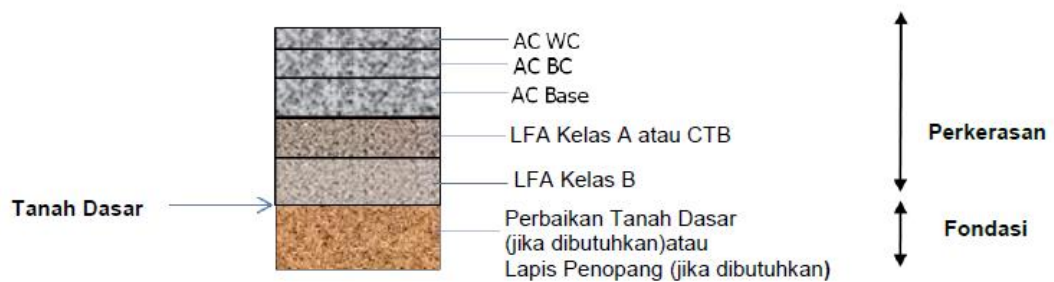 AC WC
AC BC
AC Base
LFA Kelas A atau CTB
Perkerasan
LFA Kelas B
Tanah Dasar
Perbaikan Tanah Dasar
(jika dibutuhkan)atau
Lapis Penopang (jika dibutuhkan)
Fondasi